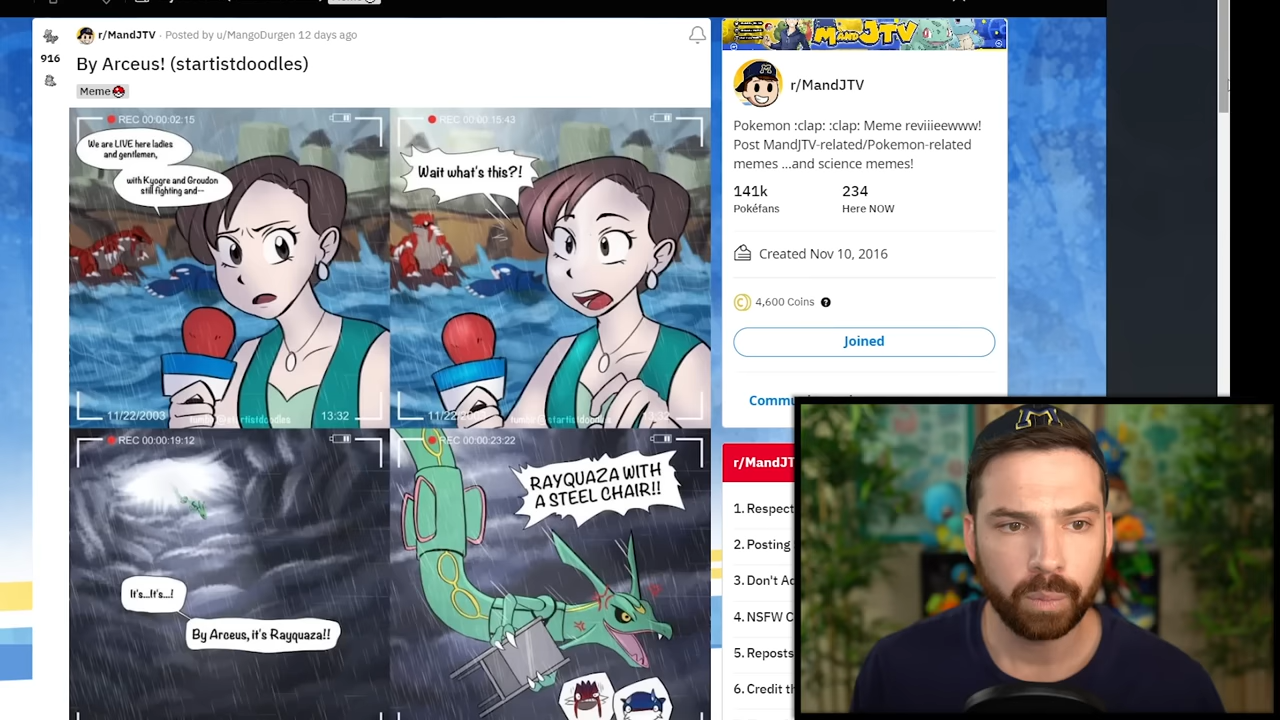 r/MandJTV · Posted by u/MangoDurgen 12 days ago
916
By Arceus! (startistdoodles)
Meme
REC 00:00:02:15
We are LIVE here ladies
and gentlemen,
with Kyogre and Groudon
still fighting and--
11/22/2003
13:32
REC 00:00:15:43
Wait what's this?!
11/22/
13:32
REC 00:00:19:12
It's...It's...!
By Arceus, it's Rayquaza!!
REC 00:00:23:22
RAYQUAZA WITH
A STEEL CHAIR!!
MANDJTV
r/MandJTV
Pokemon :clap: :clap: Meme reviiieewww!
Post MandJTV-related/Pokemon-related
memes ...and science memes!
141k
234
Pokéfans
Here NOW
Created Nov 10, 2016
4,600 Coins
Joined
Commu
r/MandJT
1. Respect
2. Posting
3. Don't Ad
4. NSFW C
5. Reposts
6. Credit th
M